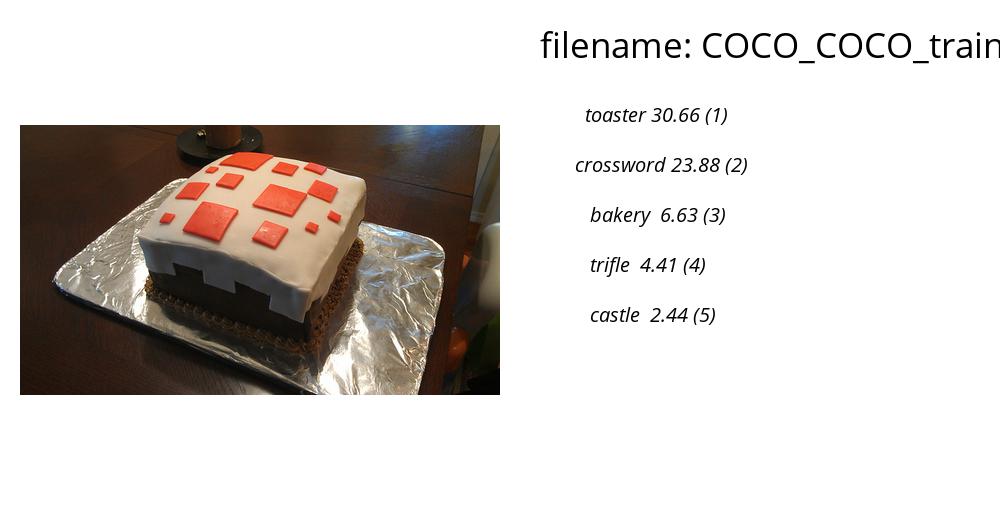 filename: COCO_COCO_train
toaster 30.66 (1)
crossword 23.88 (2)
bakery 6.63 (3)
trifle 4.41 (4)
castle 2.44 (5)